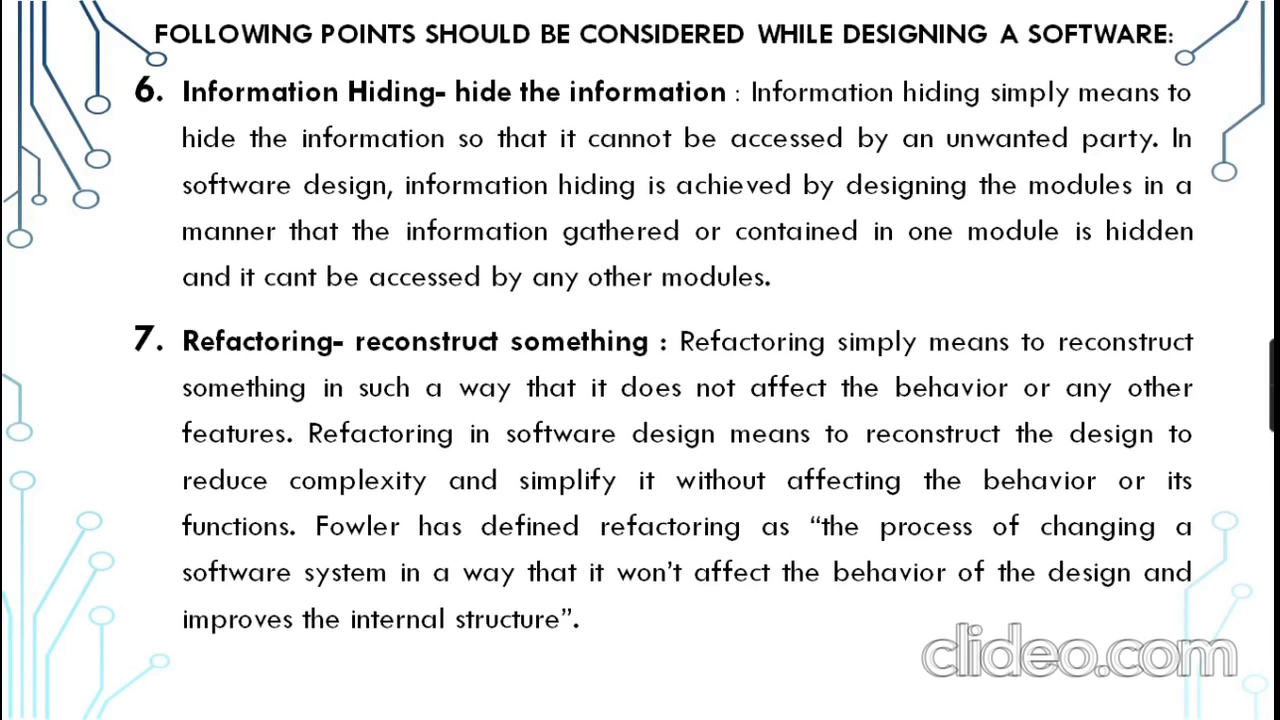 FOLLOWING POINTS SHOULD BE CONSIDERED WHILE DESIGNING A SOFTWARE:
6. Information Hiding- hide the information : Information hiding simply means to
hide the information so that it cannot be accessed by an unwanted party. In
software design, information hiding is achieved by designing the modules in a
manner that the information gathered or contained in one module is hidden
and it cant be accessed by any other modules.
7. Refactoring- reconstruct something : Refactoring simply means to reconstruct
something in such a way that it does not affect the behavior or any other
features. Refactoring in software design means to reconstruct the design to
reduce complexity and simplify it without affecting the behavior or its
functions. Fowler has defined refactoring as “the process of changing a
software system in a way that it won’t affect the behavior of the design and
improves the internal structure”.
clideo.com